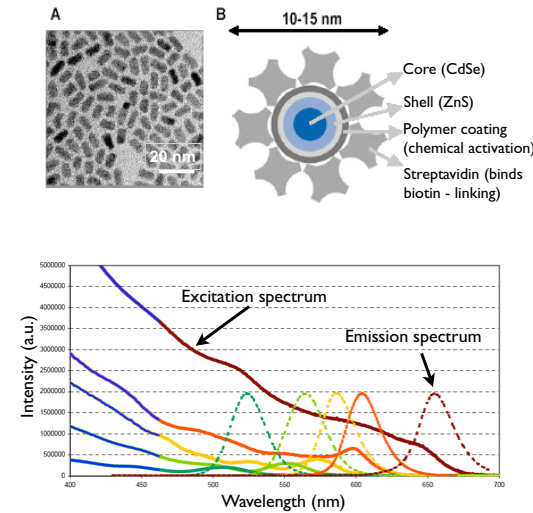 A
B
10-15 nm
20 nm
Core (CdSe)
Shell (ZnS)
Polymer coating
(chemical activation)
Streptavidin (binds
biotin - linking)
5000000
4500000
4000000
3500000
3000000
2500000
2000000
1500000
1000000
500000
0
Intensity (a.u.)
Excitation spectrum
Emission spectrum
400
450
500
550
600
650
700
Wavelength (nm)